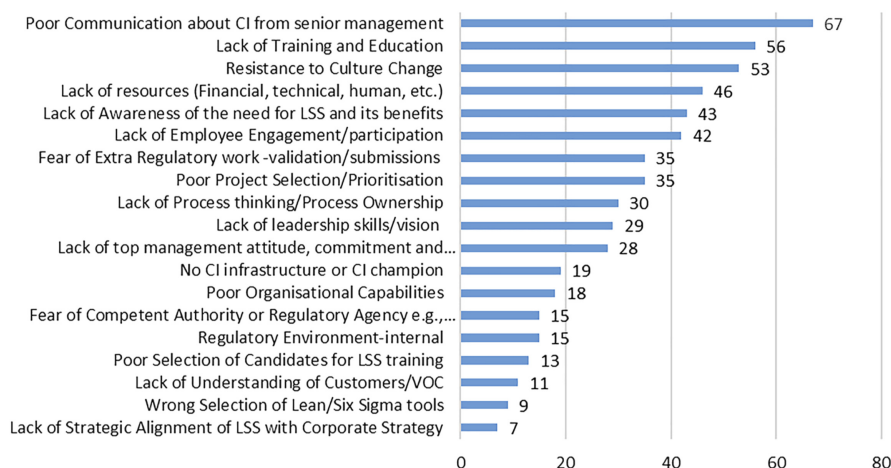 Poor Communication about CI from senior management 67
Lack of Training and Education 56
Resistance to Culture Change 53
Lack of resources (Financial, technical, human, etc.) 46
Lack of Awareness of the need for LSS and its benefits 43
Lack of Employee Engagement/participation 42
Fear of Extra Regulatory work -validation/submissions 35
Poor Project Selection/Prioritisation 35
Lack of Process thinking/Process Ownership 30
Lack of leadership skills/vision 29
Lack of top management attitude, commitment and... 28
No CI infrastructure or CI champion 19
Poor Organisational Capabilities 18
Fear of Competent Authority or Regulatory Agency e.g.,... 15
Regulatory Environment-internal 15
Poor Selection of Candidates for LSS training 13
Lack of Understanding of Customers/VOC 11
Wrong Selection of Lean/Six Sigma tools 9
Lack of Strategic Alignment of LSS with Corporate Strategy 7
0 20 40 60 80